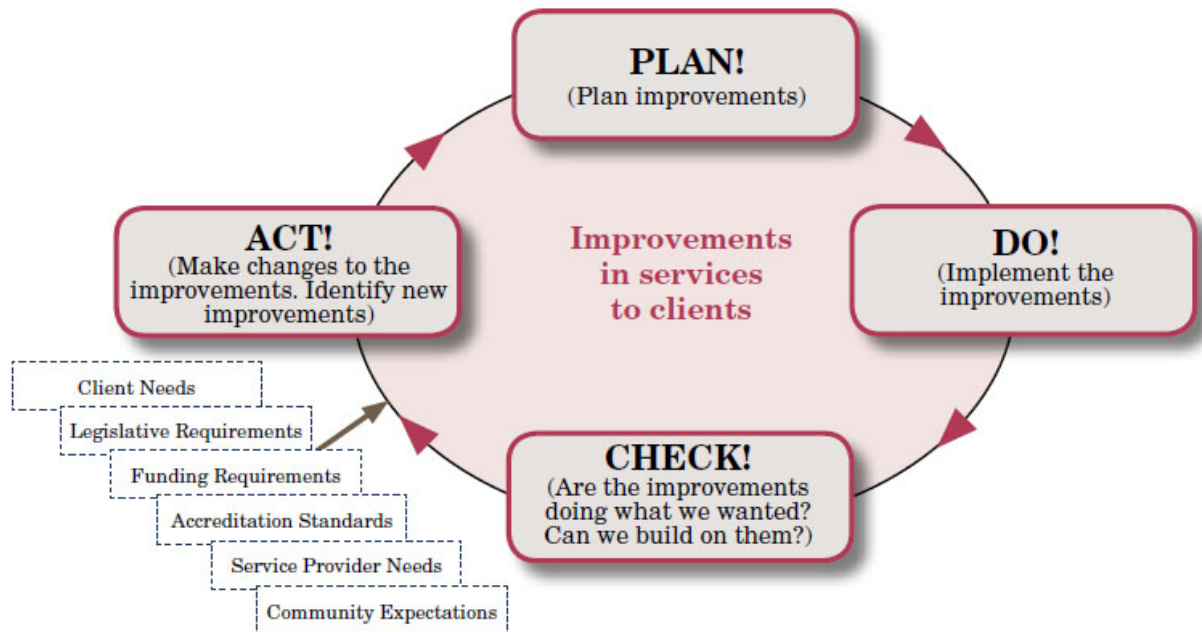 PLAN!
(Plan improvements)
ACT!
(Make changes to the
improvements. Identify new
improvements)
Improvements
in services
to clients
DO!
(Implement the
improvements)
CHECK!
(Are the improvements
doing what we wanted?
Can we build on them?)
Client Needs
Legislative Requirements
Funding Requirements
Accreditation Standards
Service Provider Needs
Community Expectations